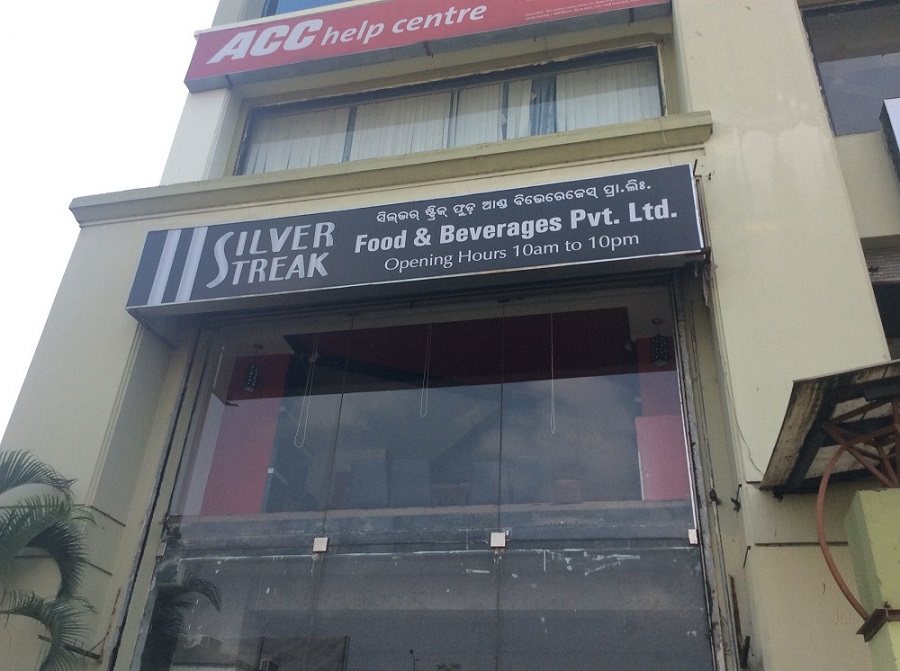 ACC help centre
SILVER STREAK
ସିଲଭର୍ ଷ୍ଟ୍ରିକ୍ ଫୁଡ୍ ଆଣ୍ଡ ବିଭେରେଜେସ୍ ପ୍ରା.ଲିଃ.
Food & Beverages Pvt. Ltd.
Opening Hours 10am to 10pm